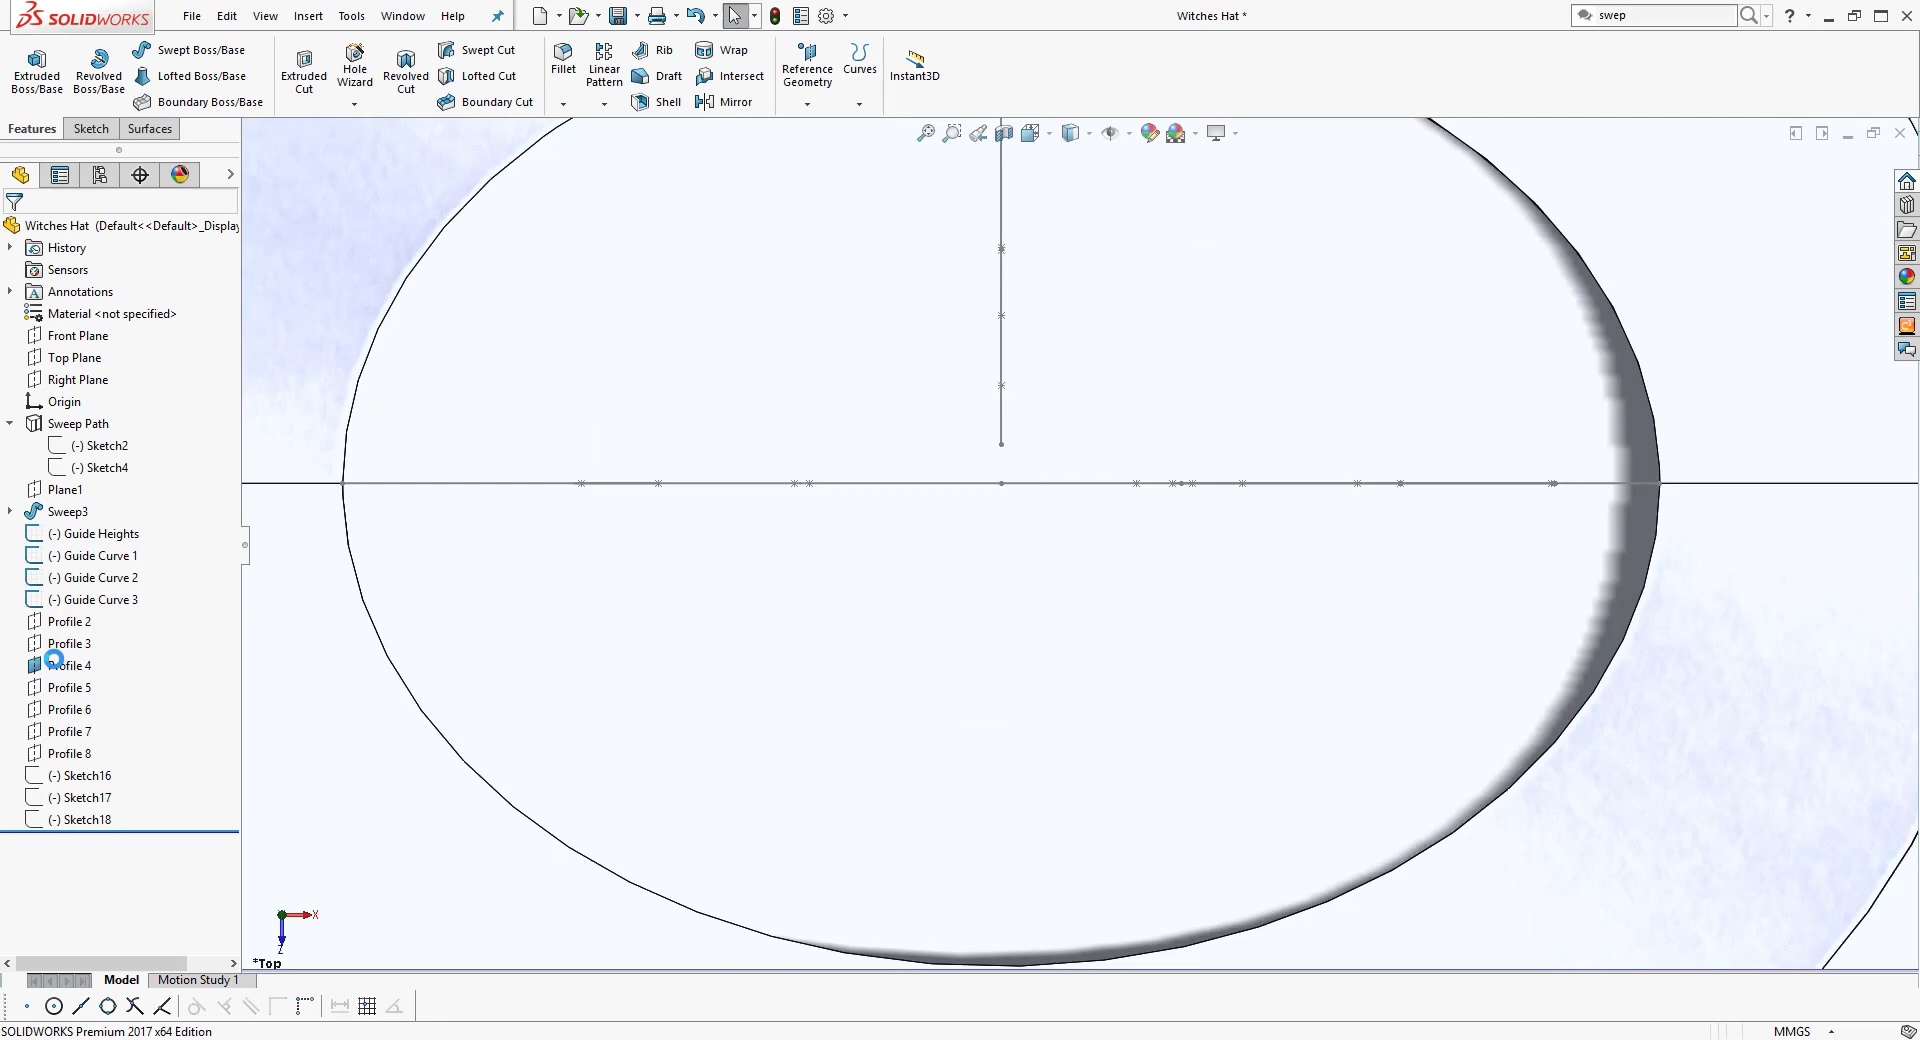 SOLIDWORKS
File Edit View Insert Tools Window Help
Witches Hat *
swep
Extruded Boss/Base
Revolved Boss/Base
Swept Boss/Base
Lofted Boss/Base
Boundary Boss/Base
Extruded Cut
Hole Wizard
Revolved Cut
Swept Cut
Lofted Cut
Boundary Cut
Fillet
Linear Pattern
Rib
Draft
Shell
Wrap
Intersect
Mirror
Reference Geometry
Curves
Instant3D
Features Sketch Surfaces
Witches Hat (Default<<Default>_Display
History
Sensors
Annotations
Material <not specified>
Front Plane
Top Plane
Right Plane
Origin
Sweep Path
(-) Sketch2
(-) Sketch4
Plane1
Sweep3
(-) Guide Heights
(-) Guide Curve 1
(-) Guide Curve 2
(-) Guide Curve 3
Profile 2
Profile 3
Profile 4
Profile 5
Profile 6
Profile 7
Profile 8
(-) Sketch16
(-) Sketch17
(-) Sketch18
X
Z
*Top
Model Motion Study 1
SOLIDWORKS Premium 2017 x64 Edition
MMGS